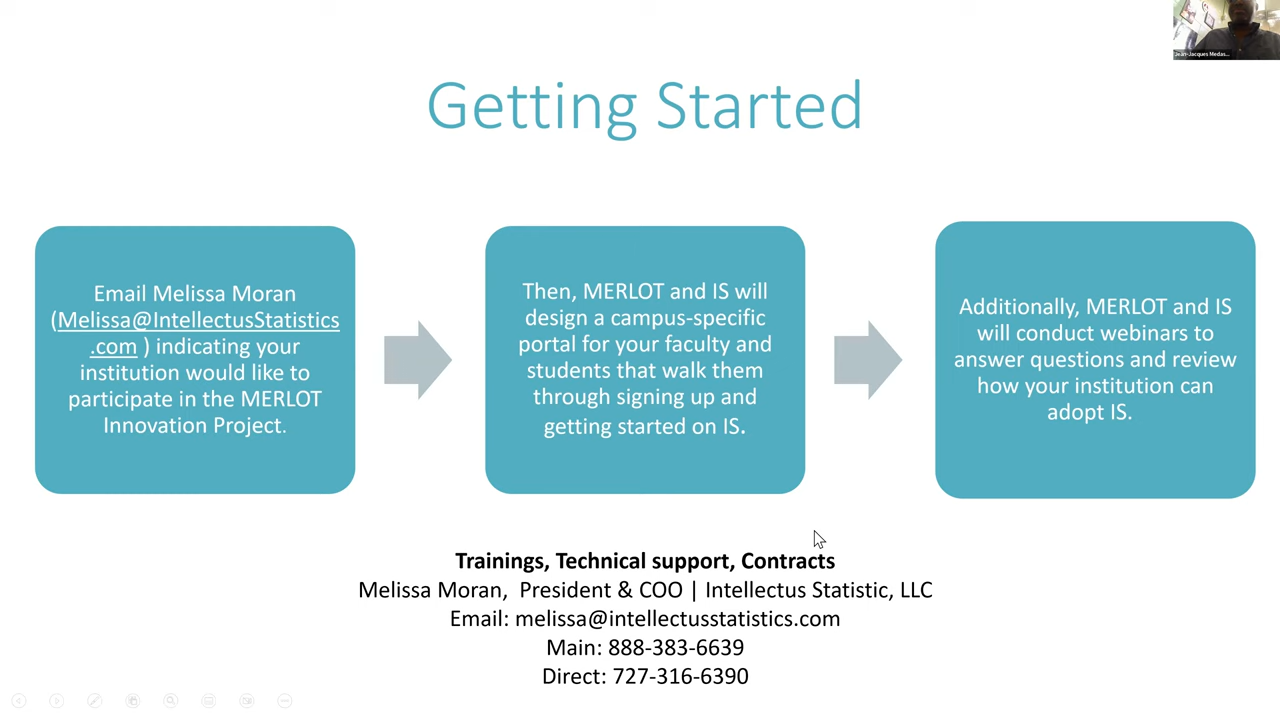 Jean-Jacques Medas...
Getting Started
Email Melissa Moran
(Melissa@IntellectusStatistics
.com ) indicating your
institution would like to
participate in the MERLOT
Innovation Project.
Then, MERLOT and IS will
design a campus-specific
portal for your faculty and
students that walk them
through signing up and
getting started on IS.
Additionally, MERLOT and IS
will conduct webinars to
answer questions and review
how your institution can
adopt IS.
Trainings, Technical support, Contracts
Melissa Moran,  President & COO | Intellectus Statistic, LLC
Email: melissa@intellectusstatistics.com
Main: 888-383-6639
Direct: 727-316-6390